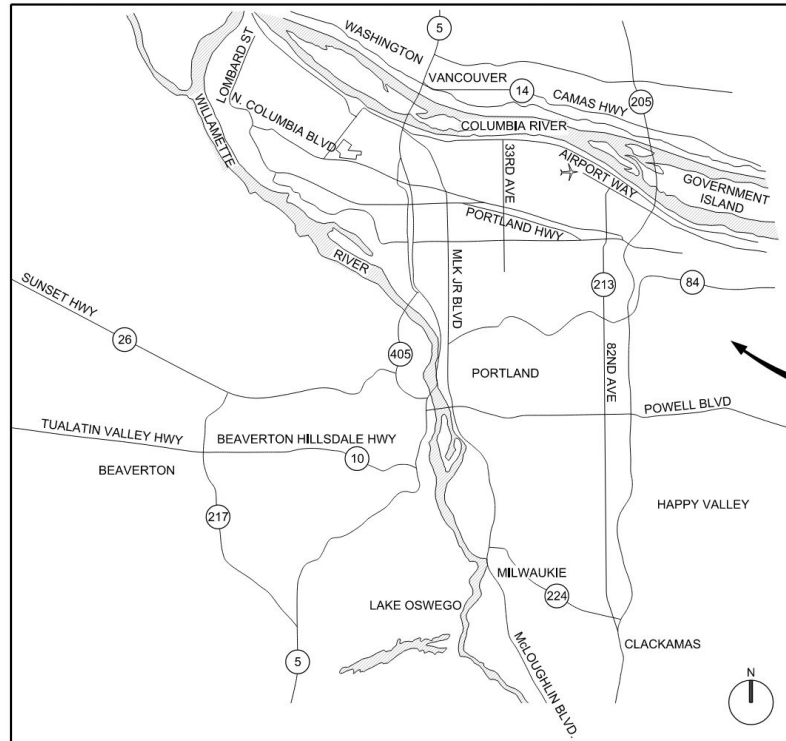 5
WASHINGTON
LOMBARD ST
VANCOUVER
14
CAMAS HWY
205
N. COLUMBIA BLVD
WILLAMETTE
COLUMBIA RIVER
33RD AVE
AIRPORT WAY
GOVERNMENT
ISLAND
PORTLAND HWY
RIVER
MLK JR BLVD
213
84
SUNSET HWY
26
405
82ND AVE
PORTLAND
POWELL BLVD
TUALATIN VALLEY HWY
BEAVERTON HILLSDALE HWY
10
BEAVERTON
217
HAPPY VALLEY
MILWAUKIE
224
LAKE OSWEGO
CLACKAMAS
5
McLOUGHLIN BLVD.
N